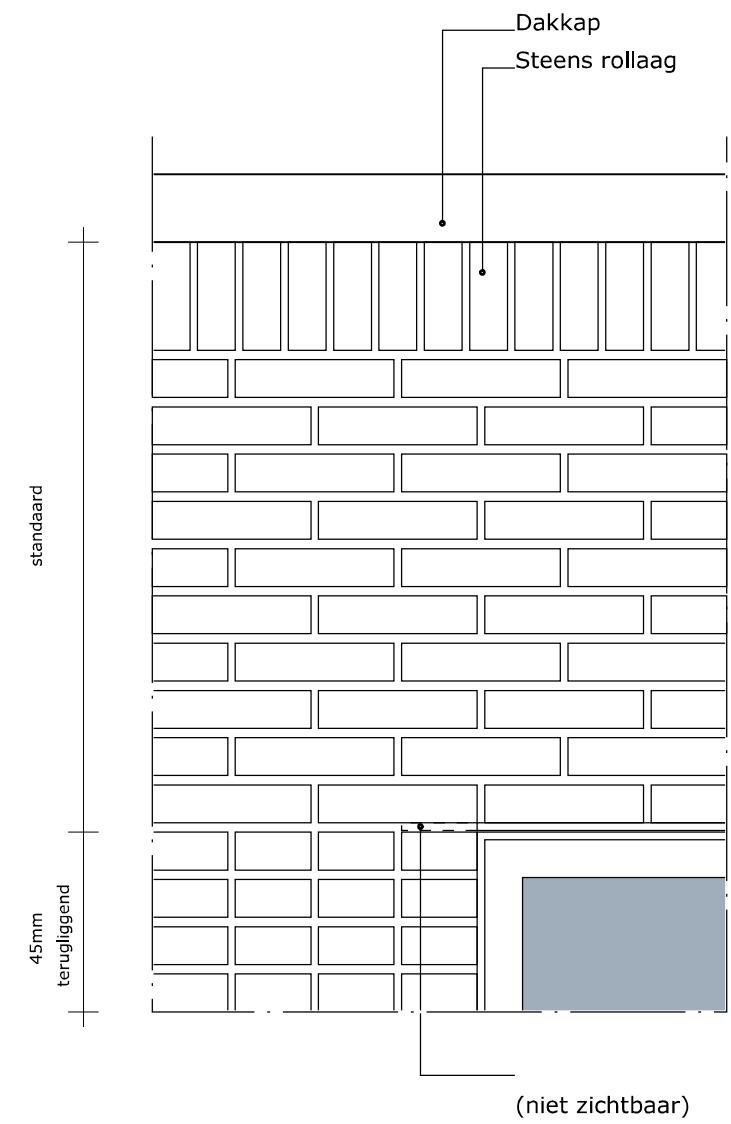 Dakkap
Steens rollaag
standaard
45mm
terugliggend
(niet zichtbaar)